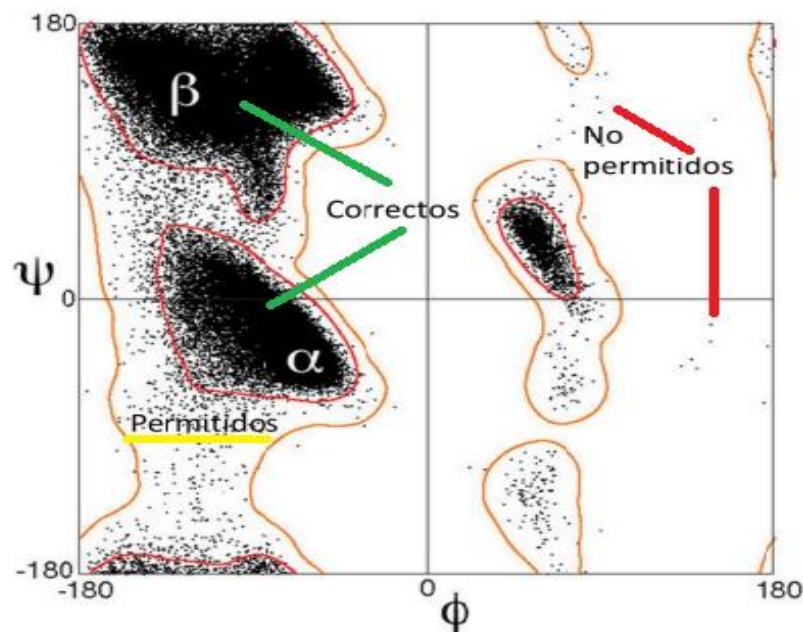 180
β
No
permitidos
Correctos
ψ
0
α
Permitidos
-180
-180
0
180
ϕ